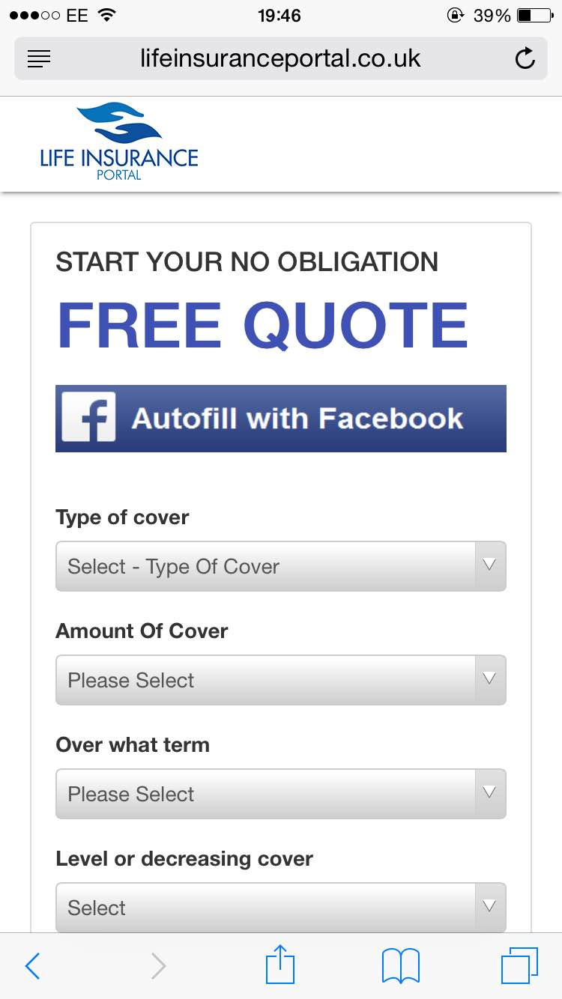 EE 19:46 39%
lifeinsuranceportal.co.uk
LIFE INSURANCE
PORTAL
START YOUR NO OBLIGATION
FREE QUOTE
f Autofill with Facebook
Type of cover
Select - Type Of Cover
Amount Of Cover
Please Select
Over what term
Please Select
Level or decreasing cover
Select